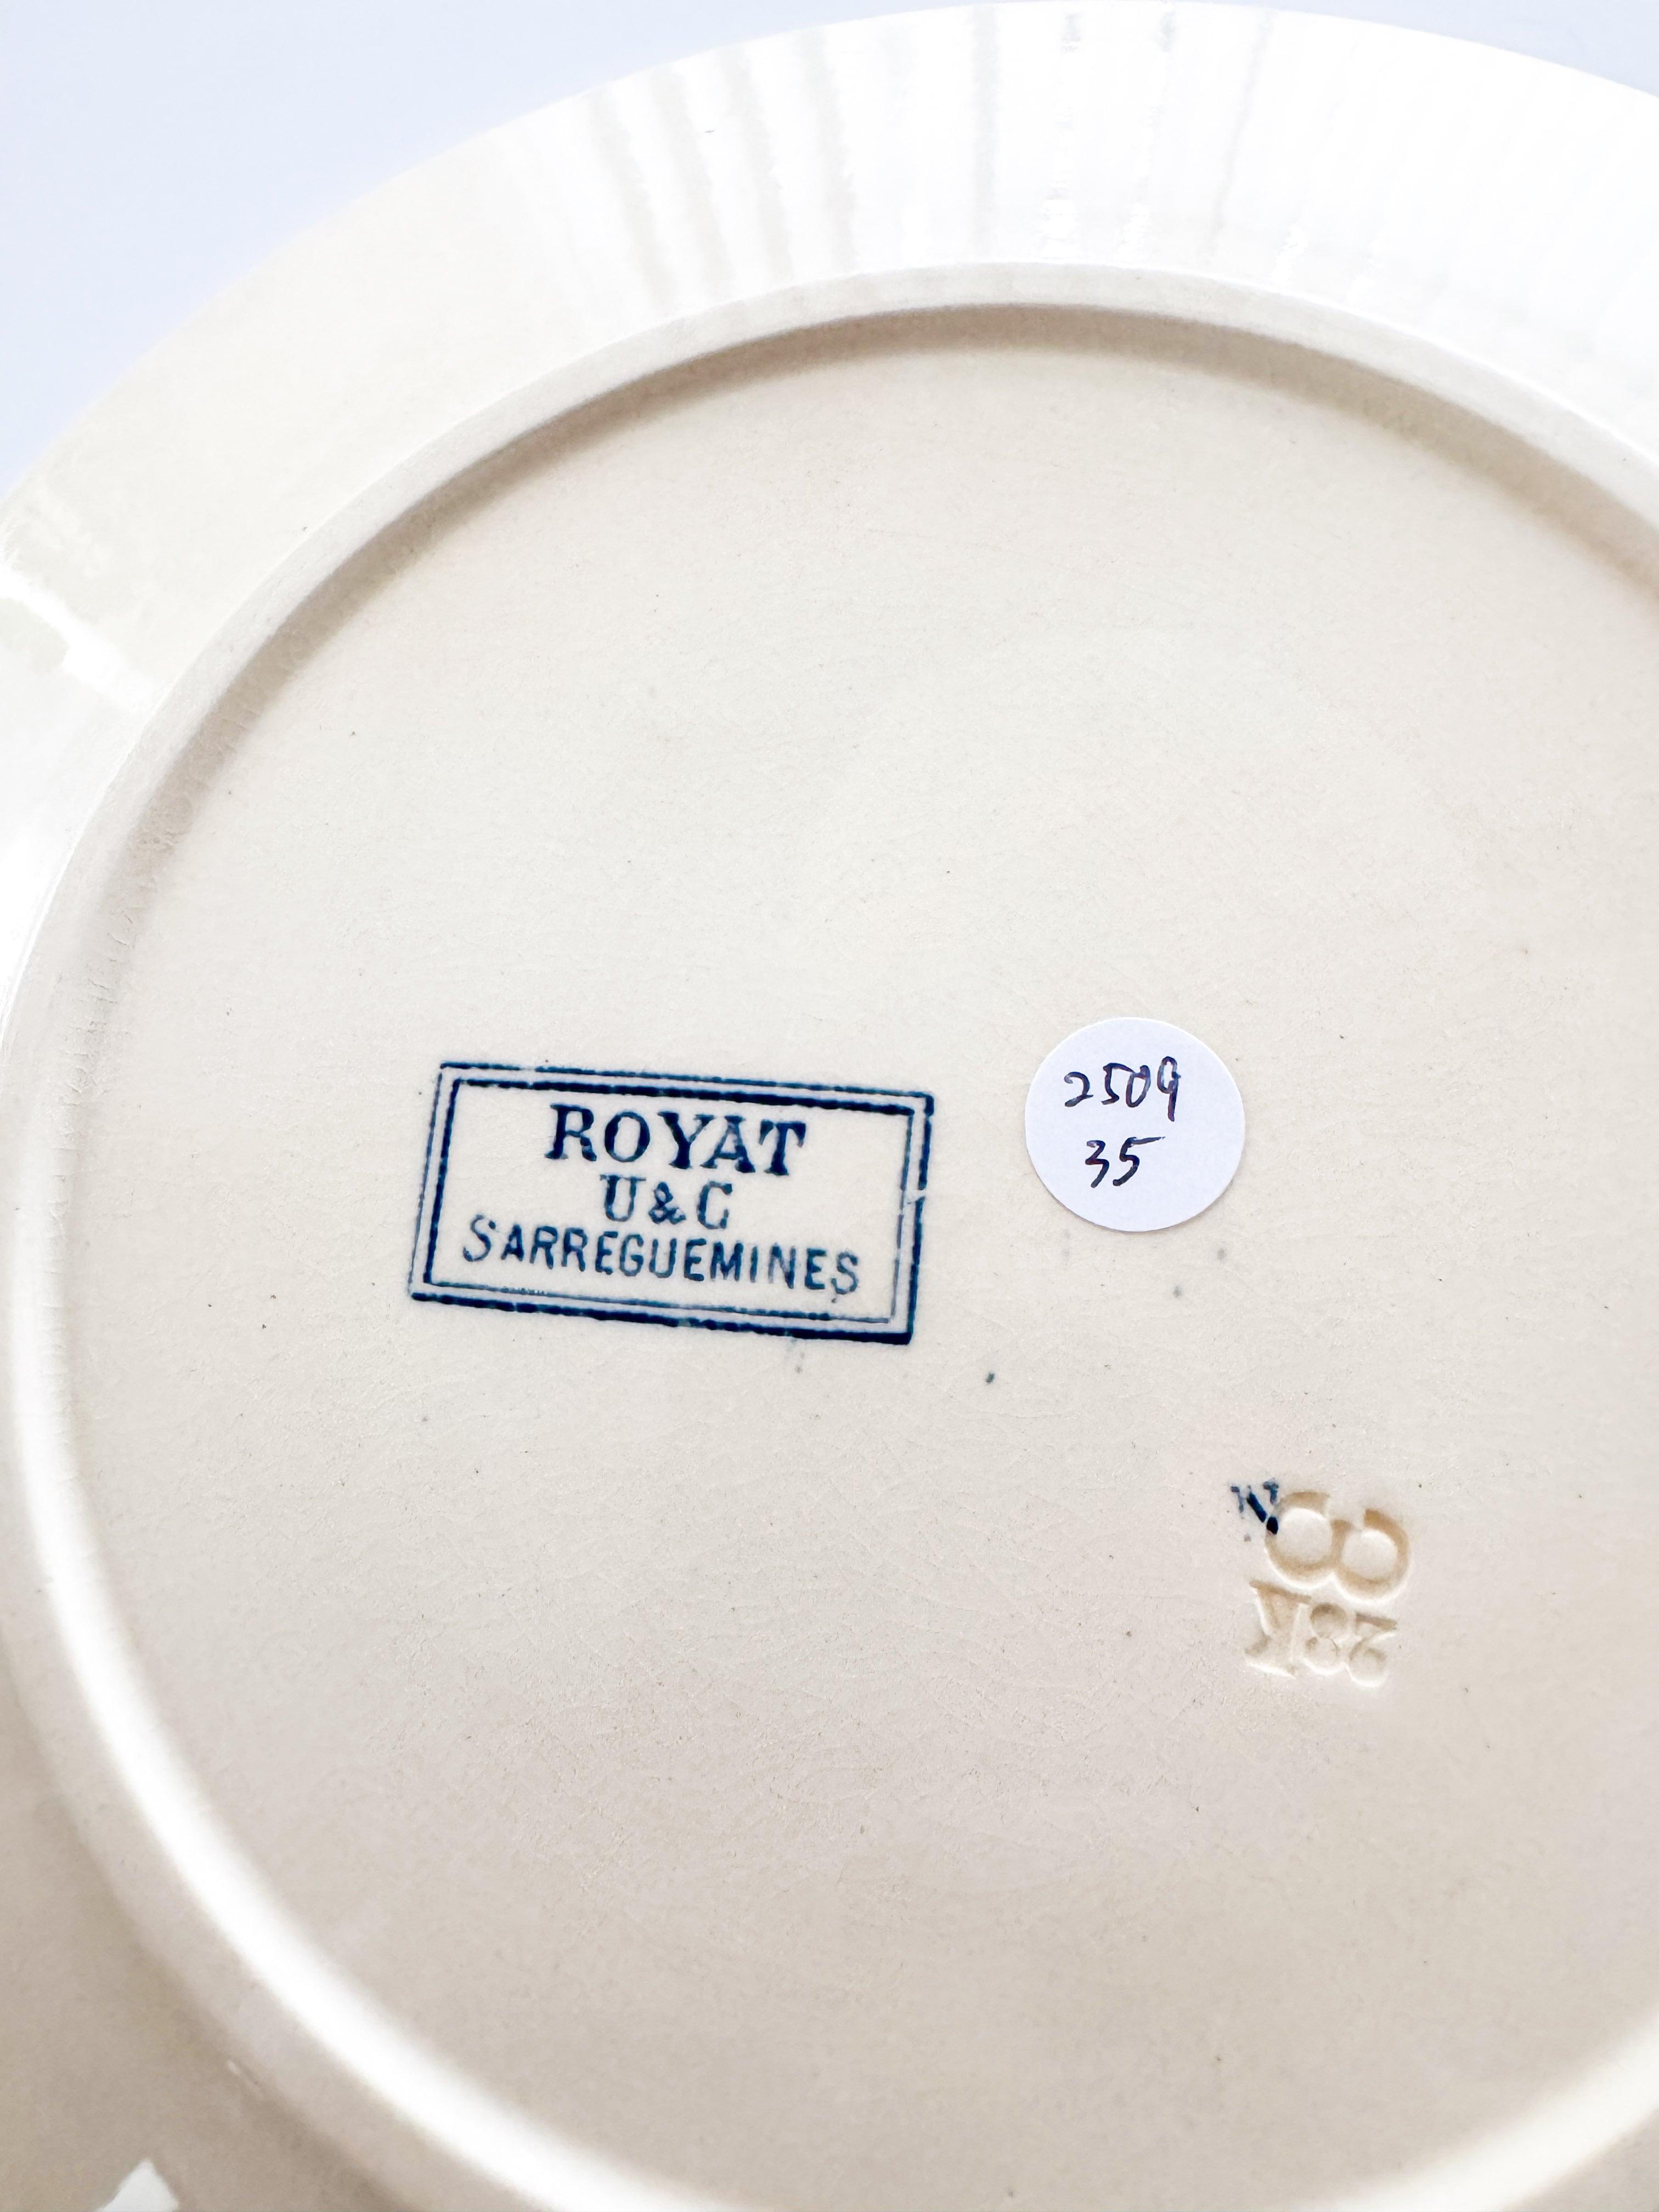 ROYAT
U&C
SARREGUEMINES
2509
35
N